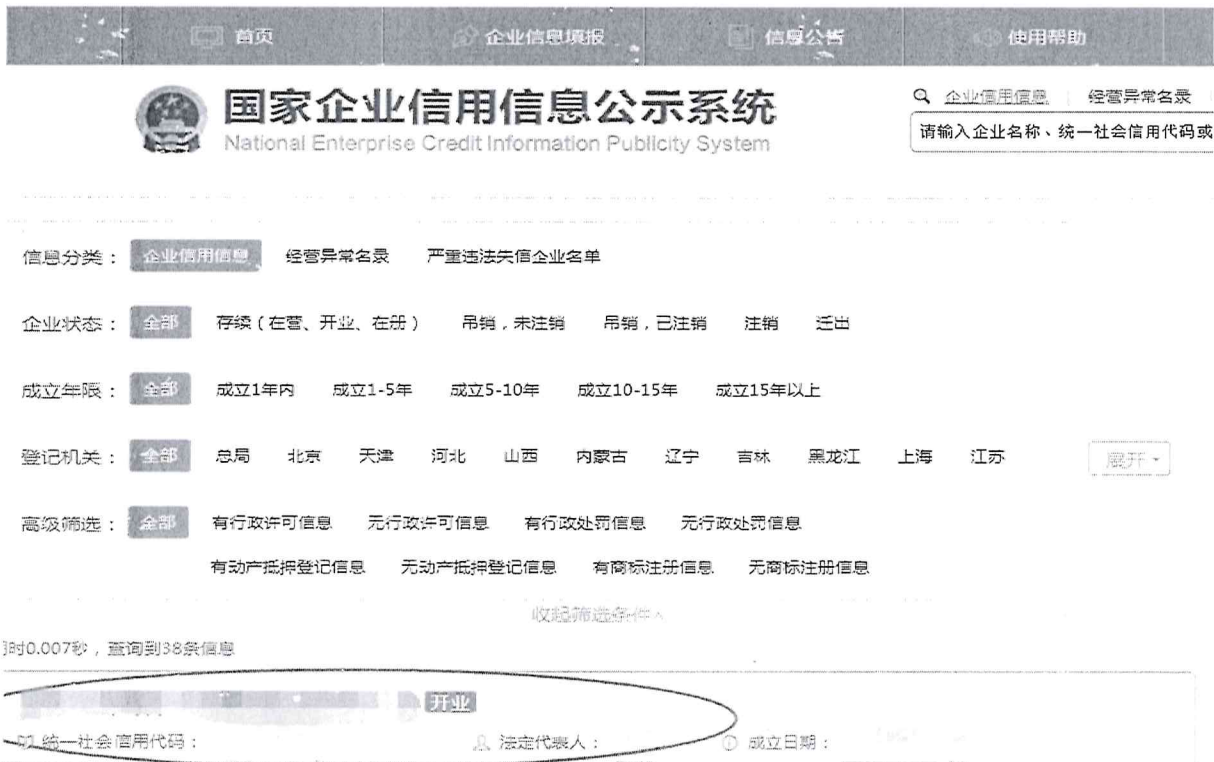 首页 企业信息填报 信息公告 使用帮助
国家企业信用信息公示系统
National Enterprise Credit Information Publicity System
企业信用信息 经营异常名录
请输入企业名称、统一社会信用代码或
信息分类： 企业信用信息 经营异常名录 严重违法失信企业名单
企业状态： 全部 存续（在营、开业、在册） 吊销，未注销 吊销，已注销 注销 迁出
成立年限： 全部 成立1年内 成立1-5年 成立5-10年 成立10-15年 成立15年以上
登记机关： 全部 总局 北京 天津 河北 山西 内蒙古 辽宁 吉林 黑龙江 上海 江苏 展开
高级筛选： 全部 有行政许可信息 无行政许可信息 有行政处罚信息 无行政处罚信息
有动产抵押登记信息 无动产抵押登记信息 有商标注册信息 无商标注册信息
收起筛选条件
时0.007秒，查询到38条信息
开业
统一社会信用代码： 法定代表人： 成立日期：